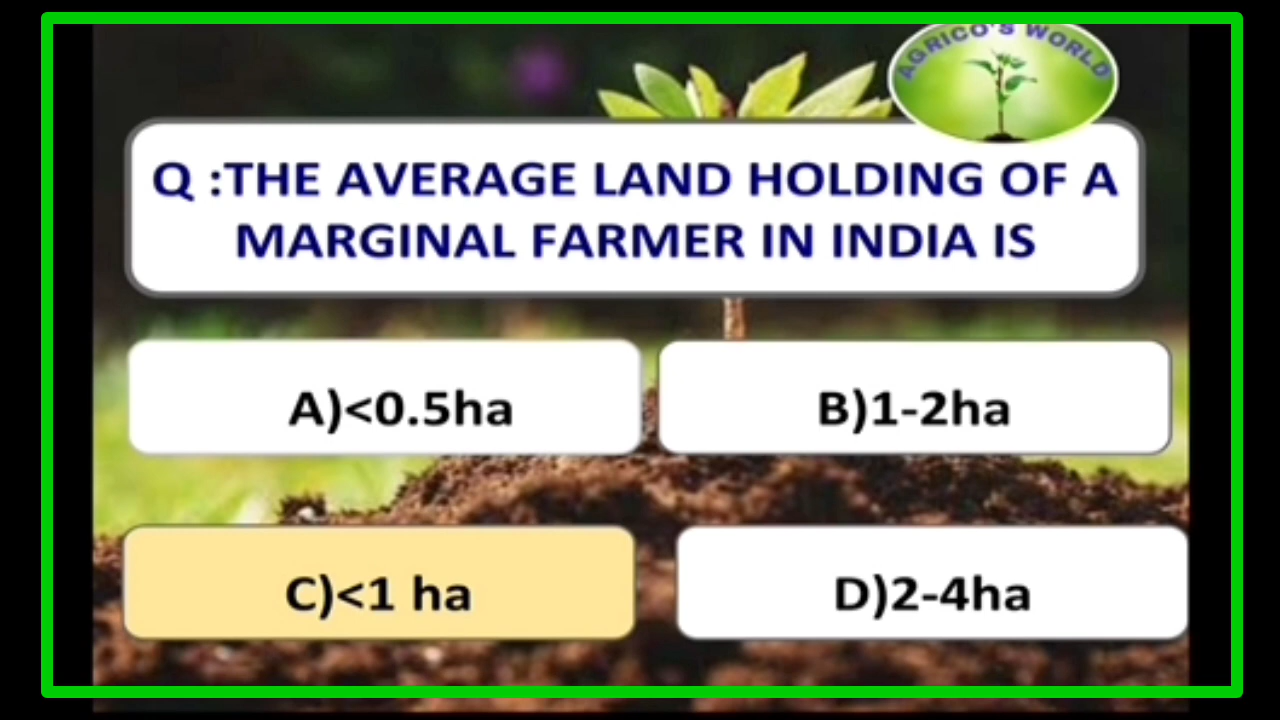 AGRICO'S WORLD
Q :THE AVERAGE LAND HOLDING OF A
MARGINAL FARMER IN INDIA IS
A)<0.5ha
B)1-2ha
C)<1 ha
D)2-4ha